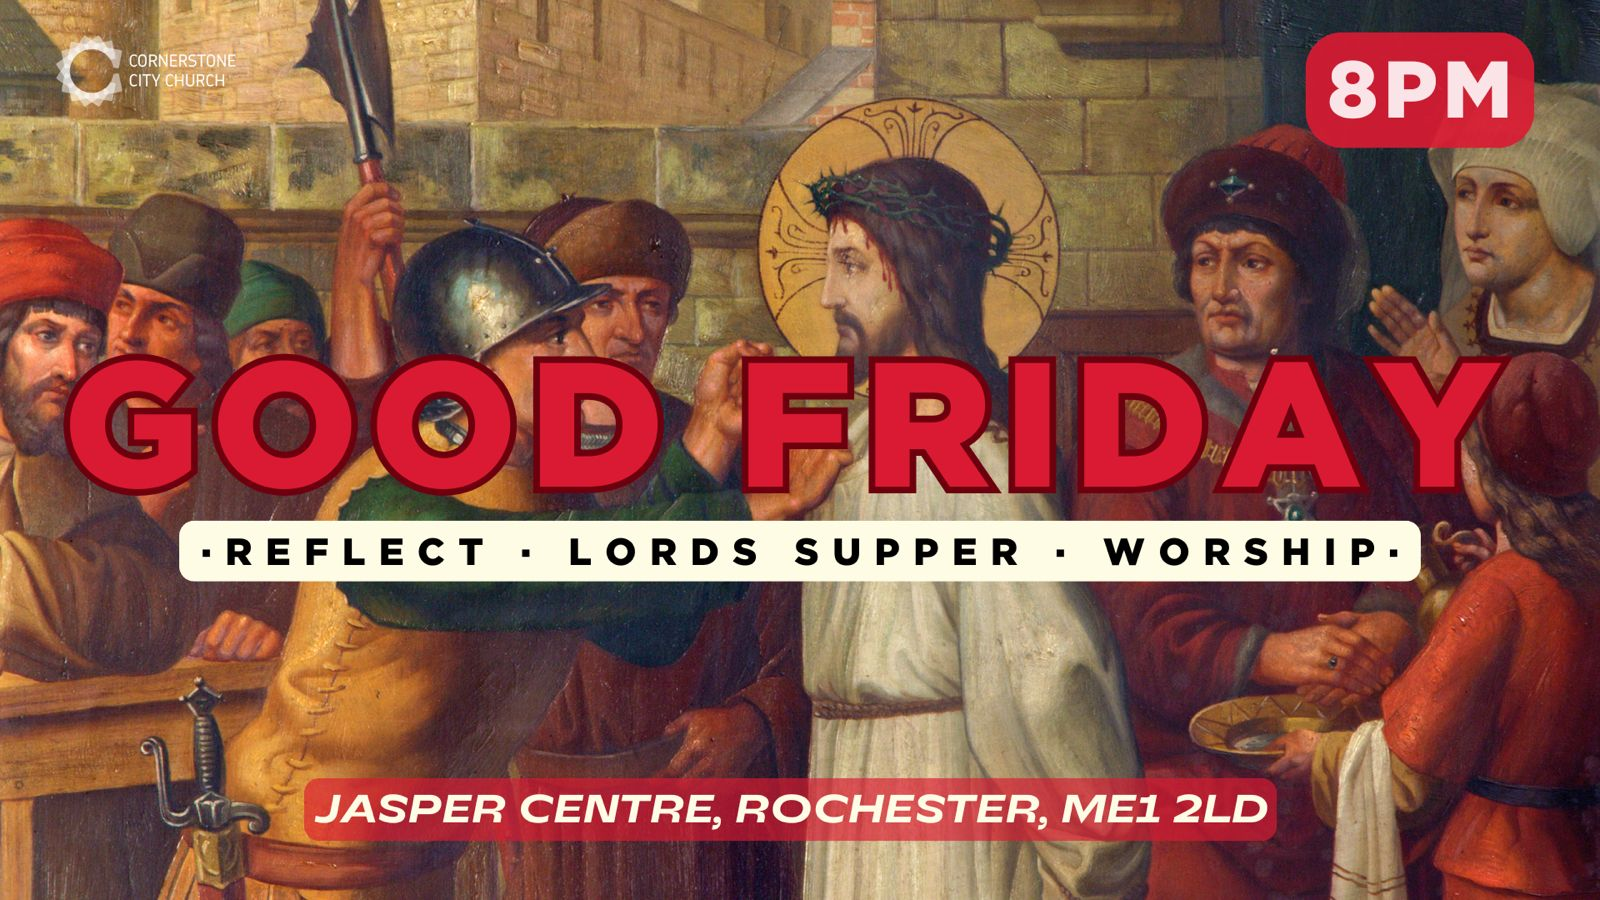 CORNERSTONE
CITY CHURCH
8PM
GOOD FRIDAY
·REFLECT · LORDS SUPPER · WORSHIP·
JASPER CENTRE, ROCHESTER, ME1 2LD